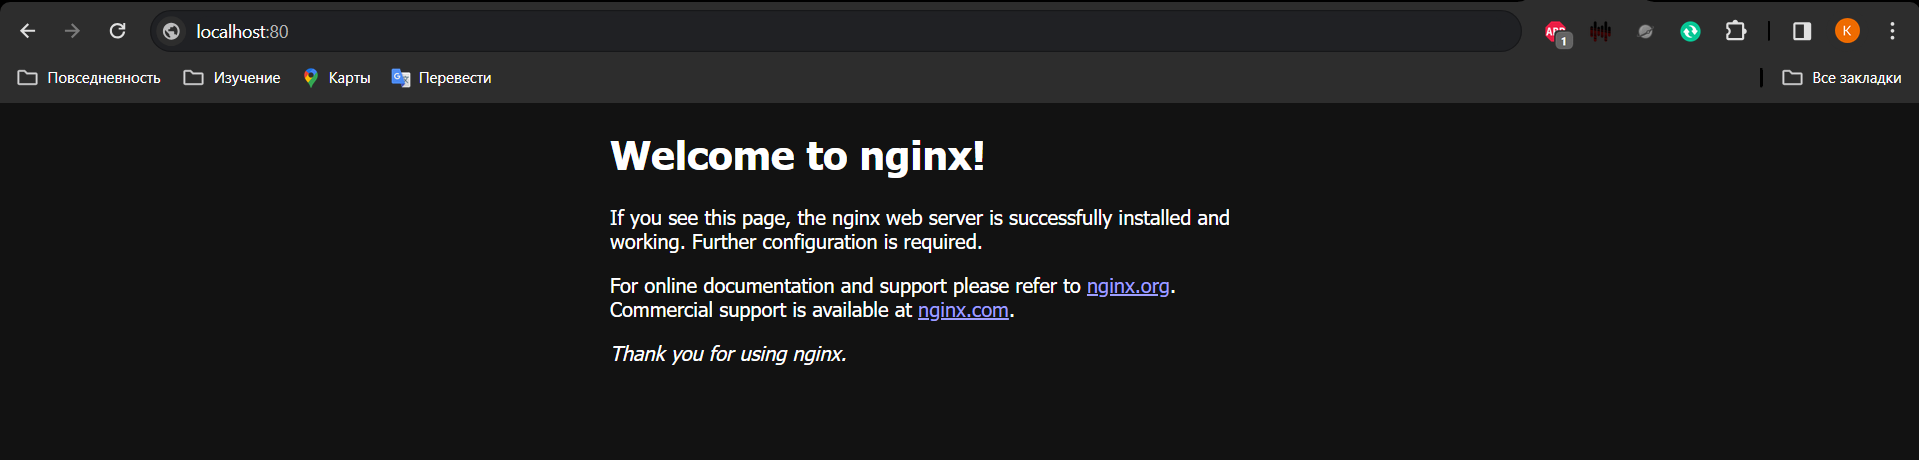 localhost:80
ABP
1
K
Повседневность
Изучение
Карты
Перевести
Все закладки
Welcome to nginx!
If you see this page, the nginx web server is successfully installed and
working. Further configuration is required.
For online documentation and support please refer to nginx.org.
Commercial support is available at nginx.com.
Thank you for using nginx.